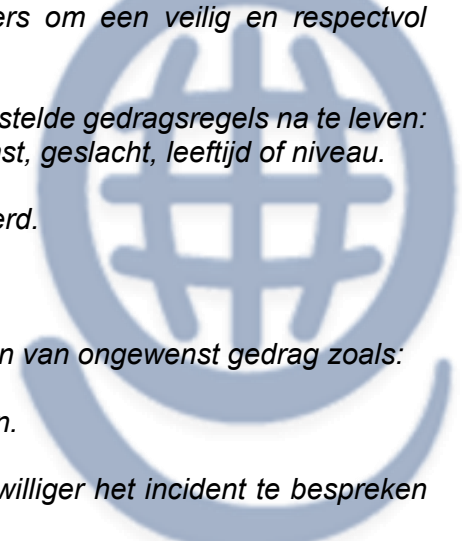 ers om een veilig en respectvol
stelde gedragsregels na te leven:
st, geslacht, leeftijd of niveau.
erd.
n van ongewenst gedrag zoals:
n.
williger het incident te bespreken